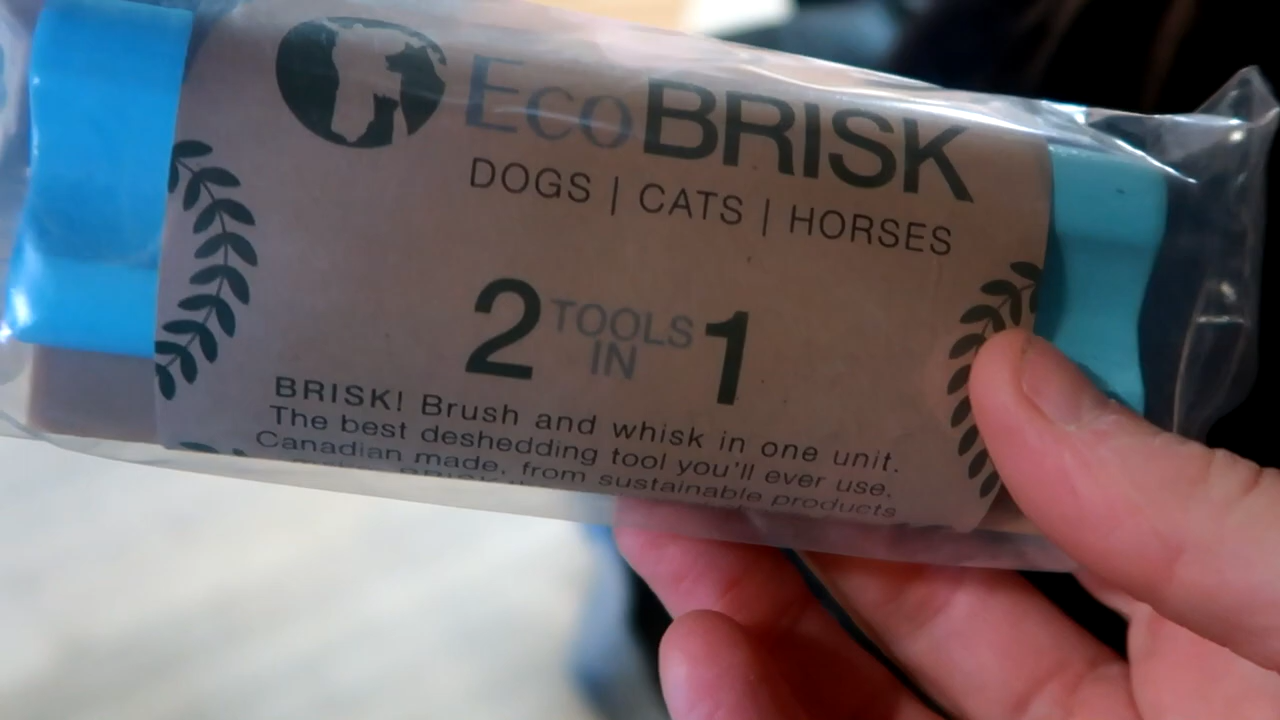 EcoBRISK
DOGS | CATS | HORSES
2 TOOLS IN 1
BRISK! Brush and whisk in one unit.
The best deshedding tool you'll ever use.
Canadian made, from sustainable products